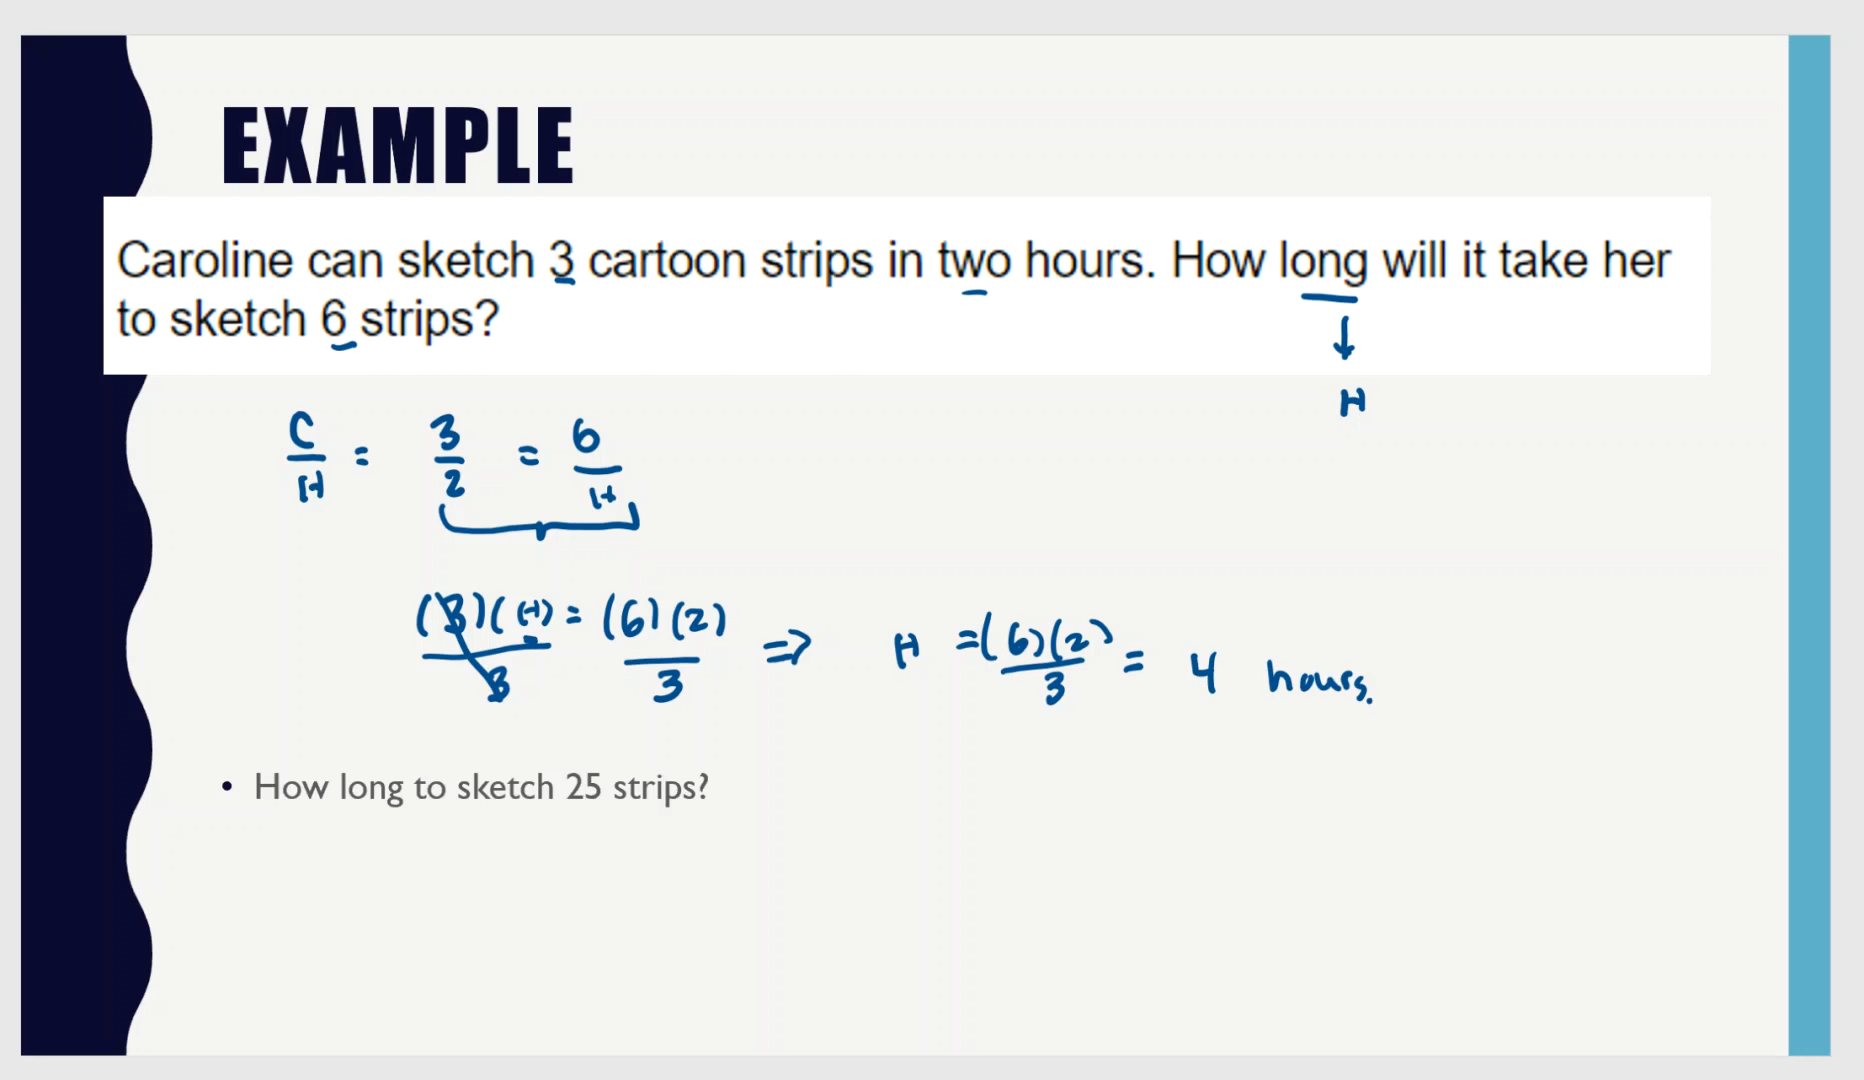 EXAMPLE
Caroline can sketch 3 cartoon strips in two hours. How long will it take her
to sketch 6 strips?
↓
H
C/H = 3/2 = 6/H
(3)(H)/3 = (6)(2)/3 ⇒ H = (6)(2)/3 = 4 hours.
• How long to sketch 25 strips?